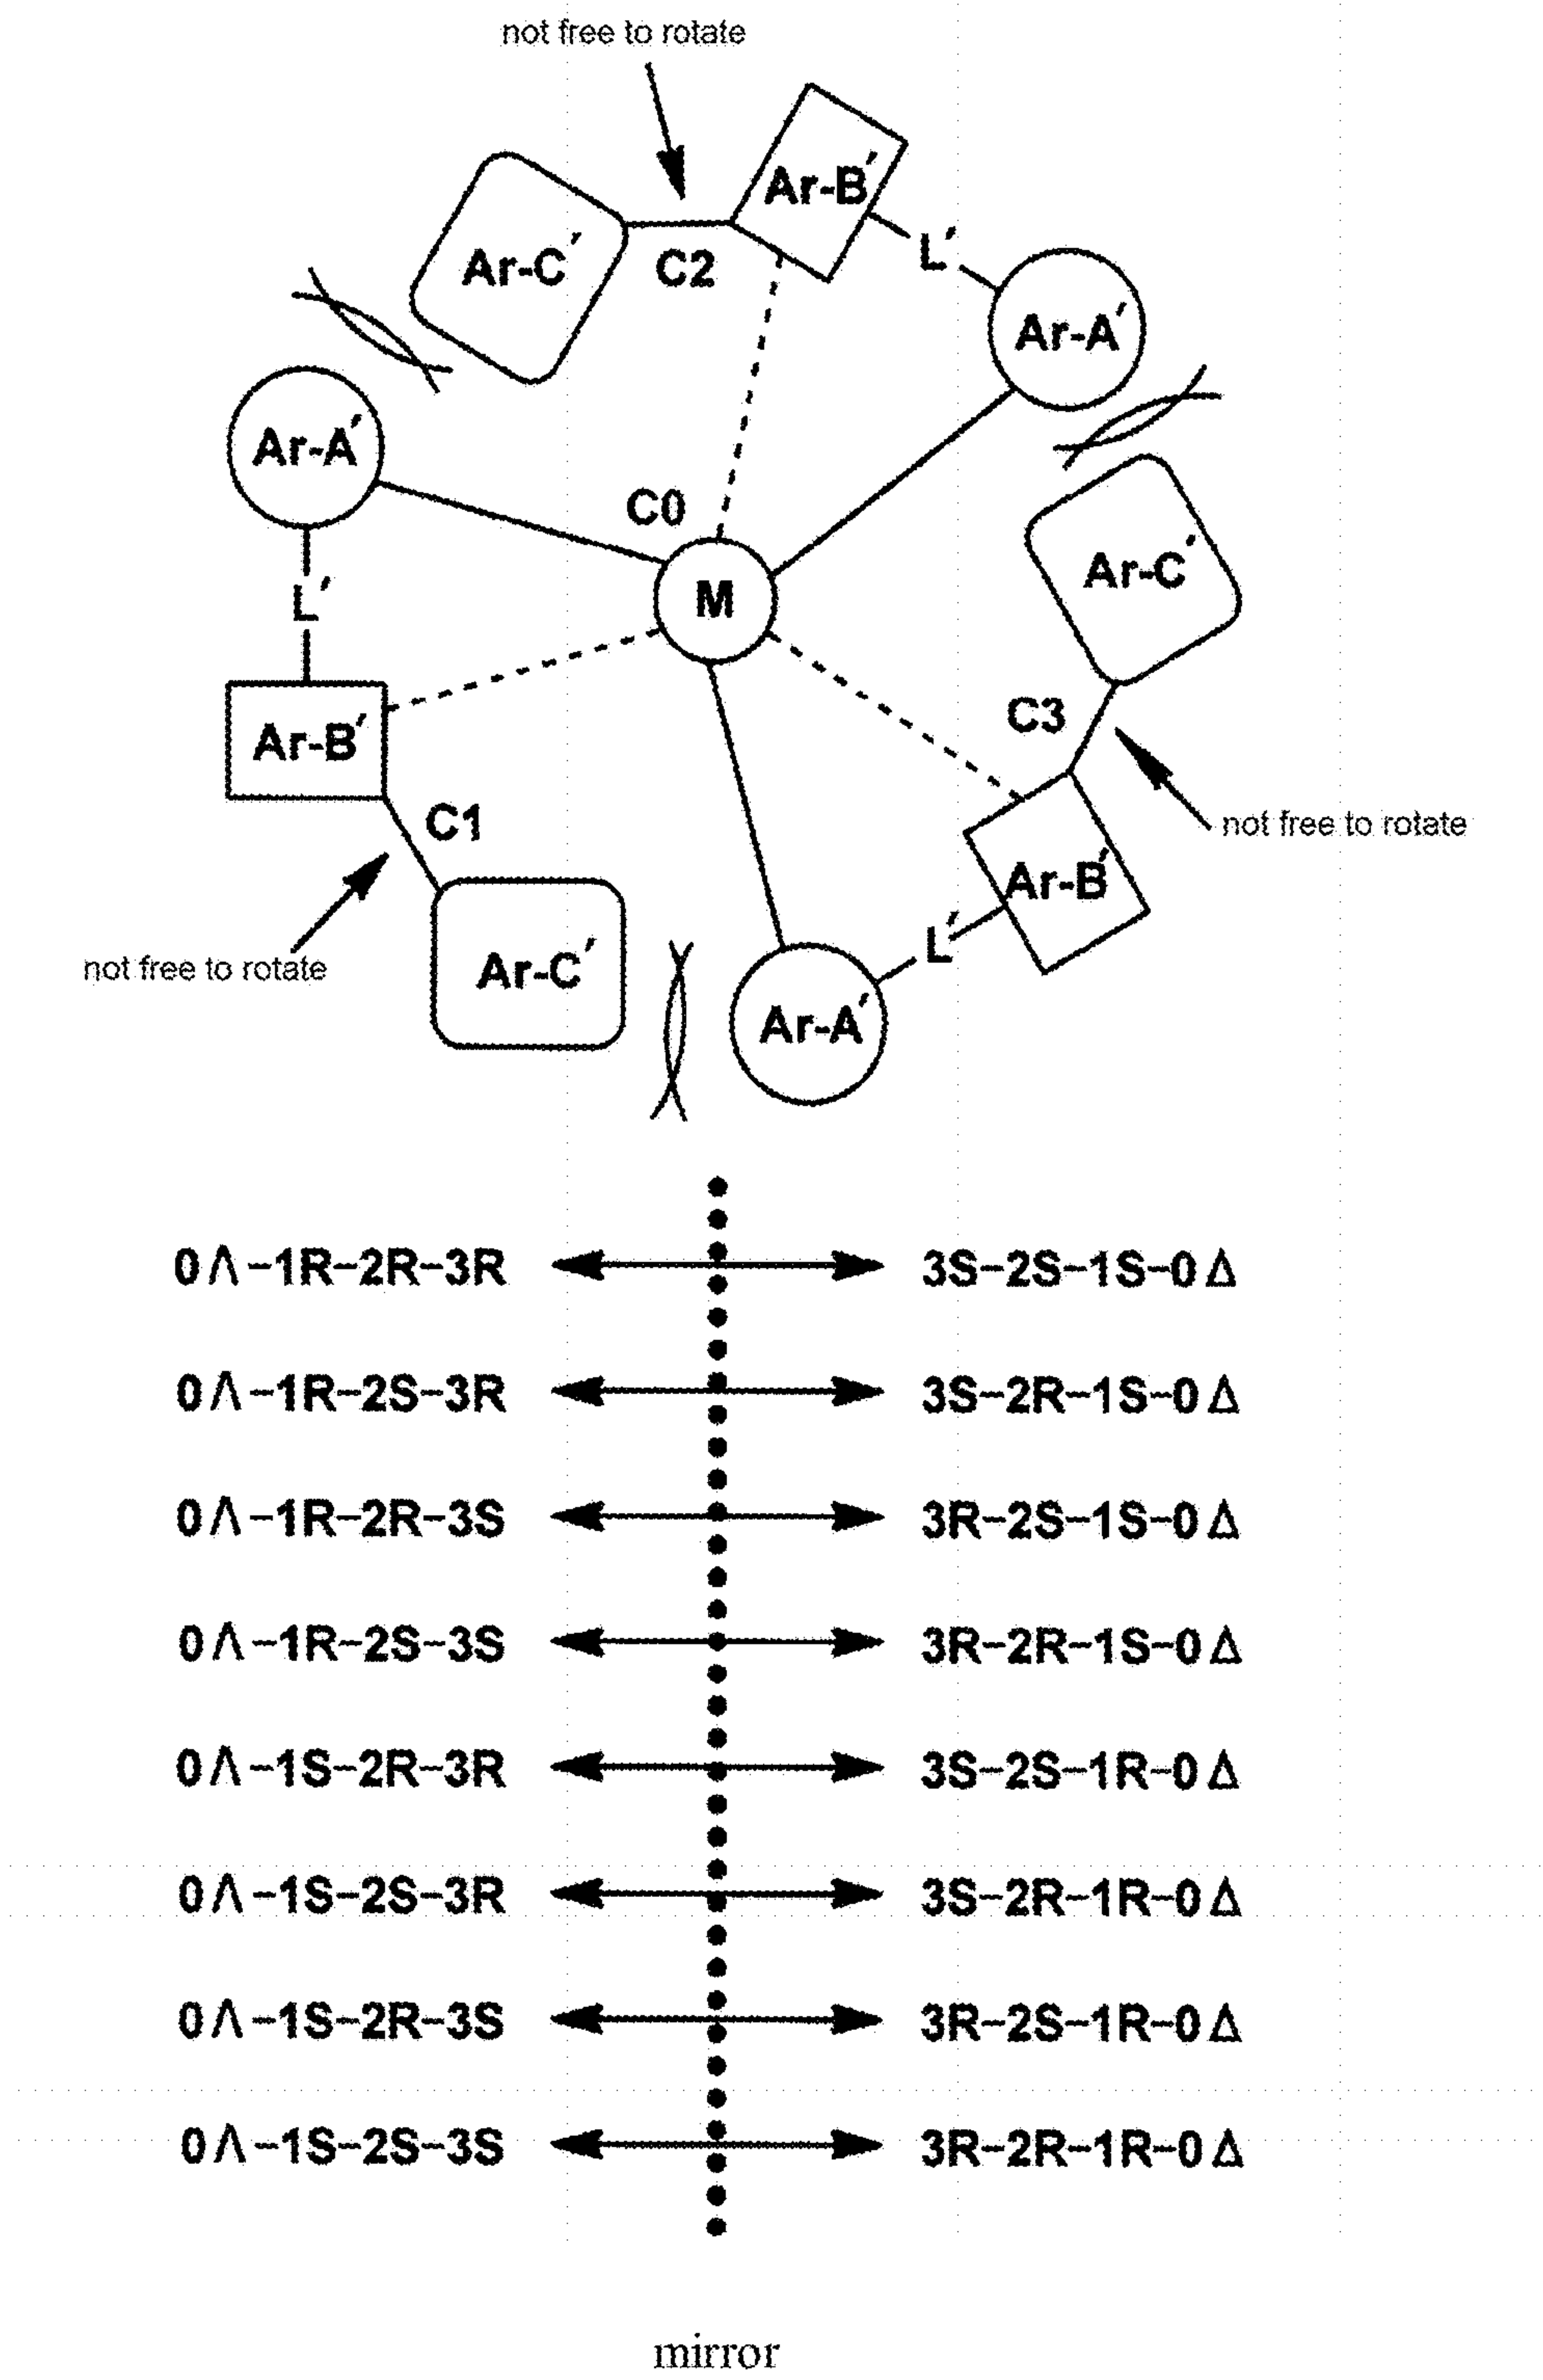 not free to rotate
Ar-B′
Ar-C′
C2
L′
Ar-A′
Ar-A′
C0
Ar-C′
M
L′
C3
Ar-B′
C1
not free to rotate
Ar-B′
L′
not free to rotate
Ar-C′
Ar-A′
0Λ-1R-2R-3R 3S-2S-1S-0Δ
0Λ-1R-2S-3R 3S-2R-1S-0Δ
0Λ-1R-2R-3S 3R-2S-1S-0Δ
0Λ-1R-2S-3S 3R-2R-1S-0Δ
0Λ-1S-2R-3R 3S-2S-1R-0Δ
0Λ-1S-2S-3R 3S-2R-1R-0Δ
0Λ-1S-2R-3S 3R-2S-1R-0Δ
0Λ-1S-2S-3S 3R-2R-1R-0Δ
mirror